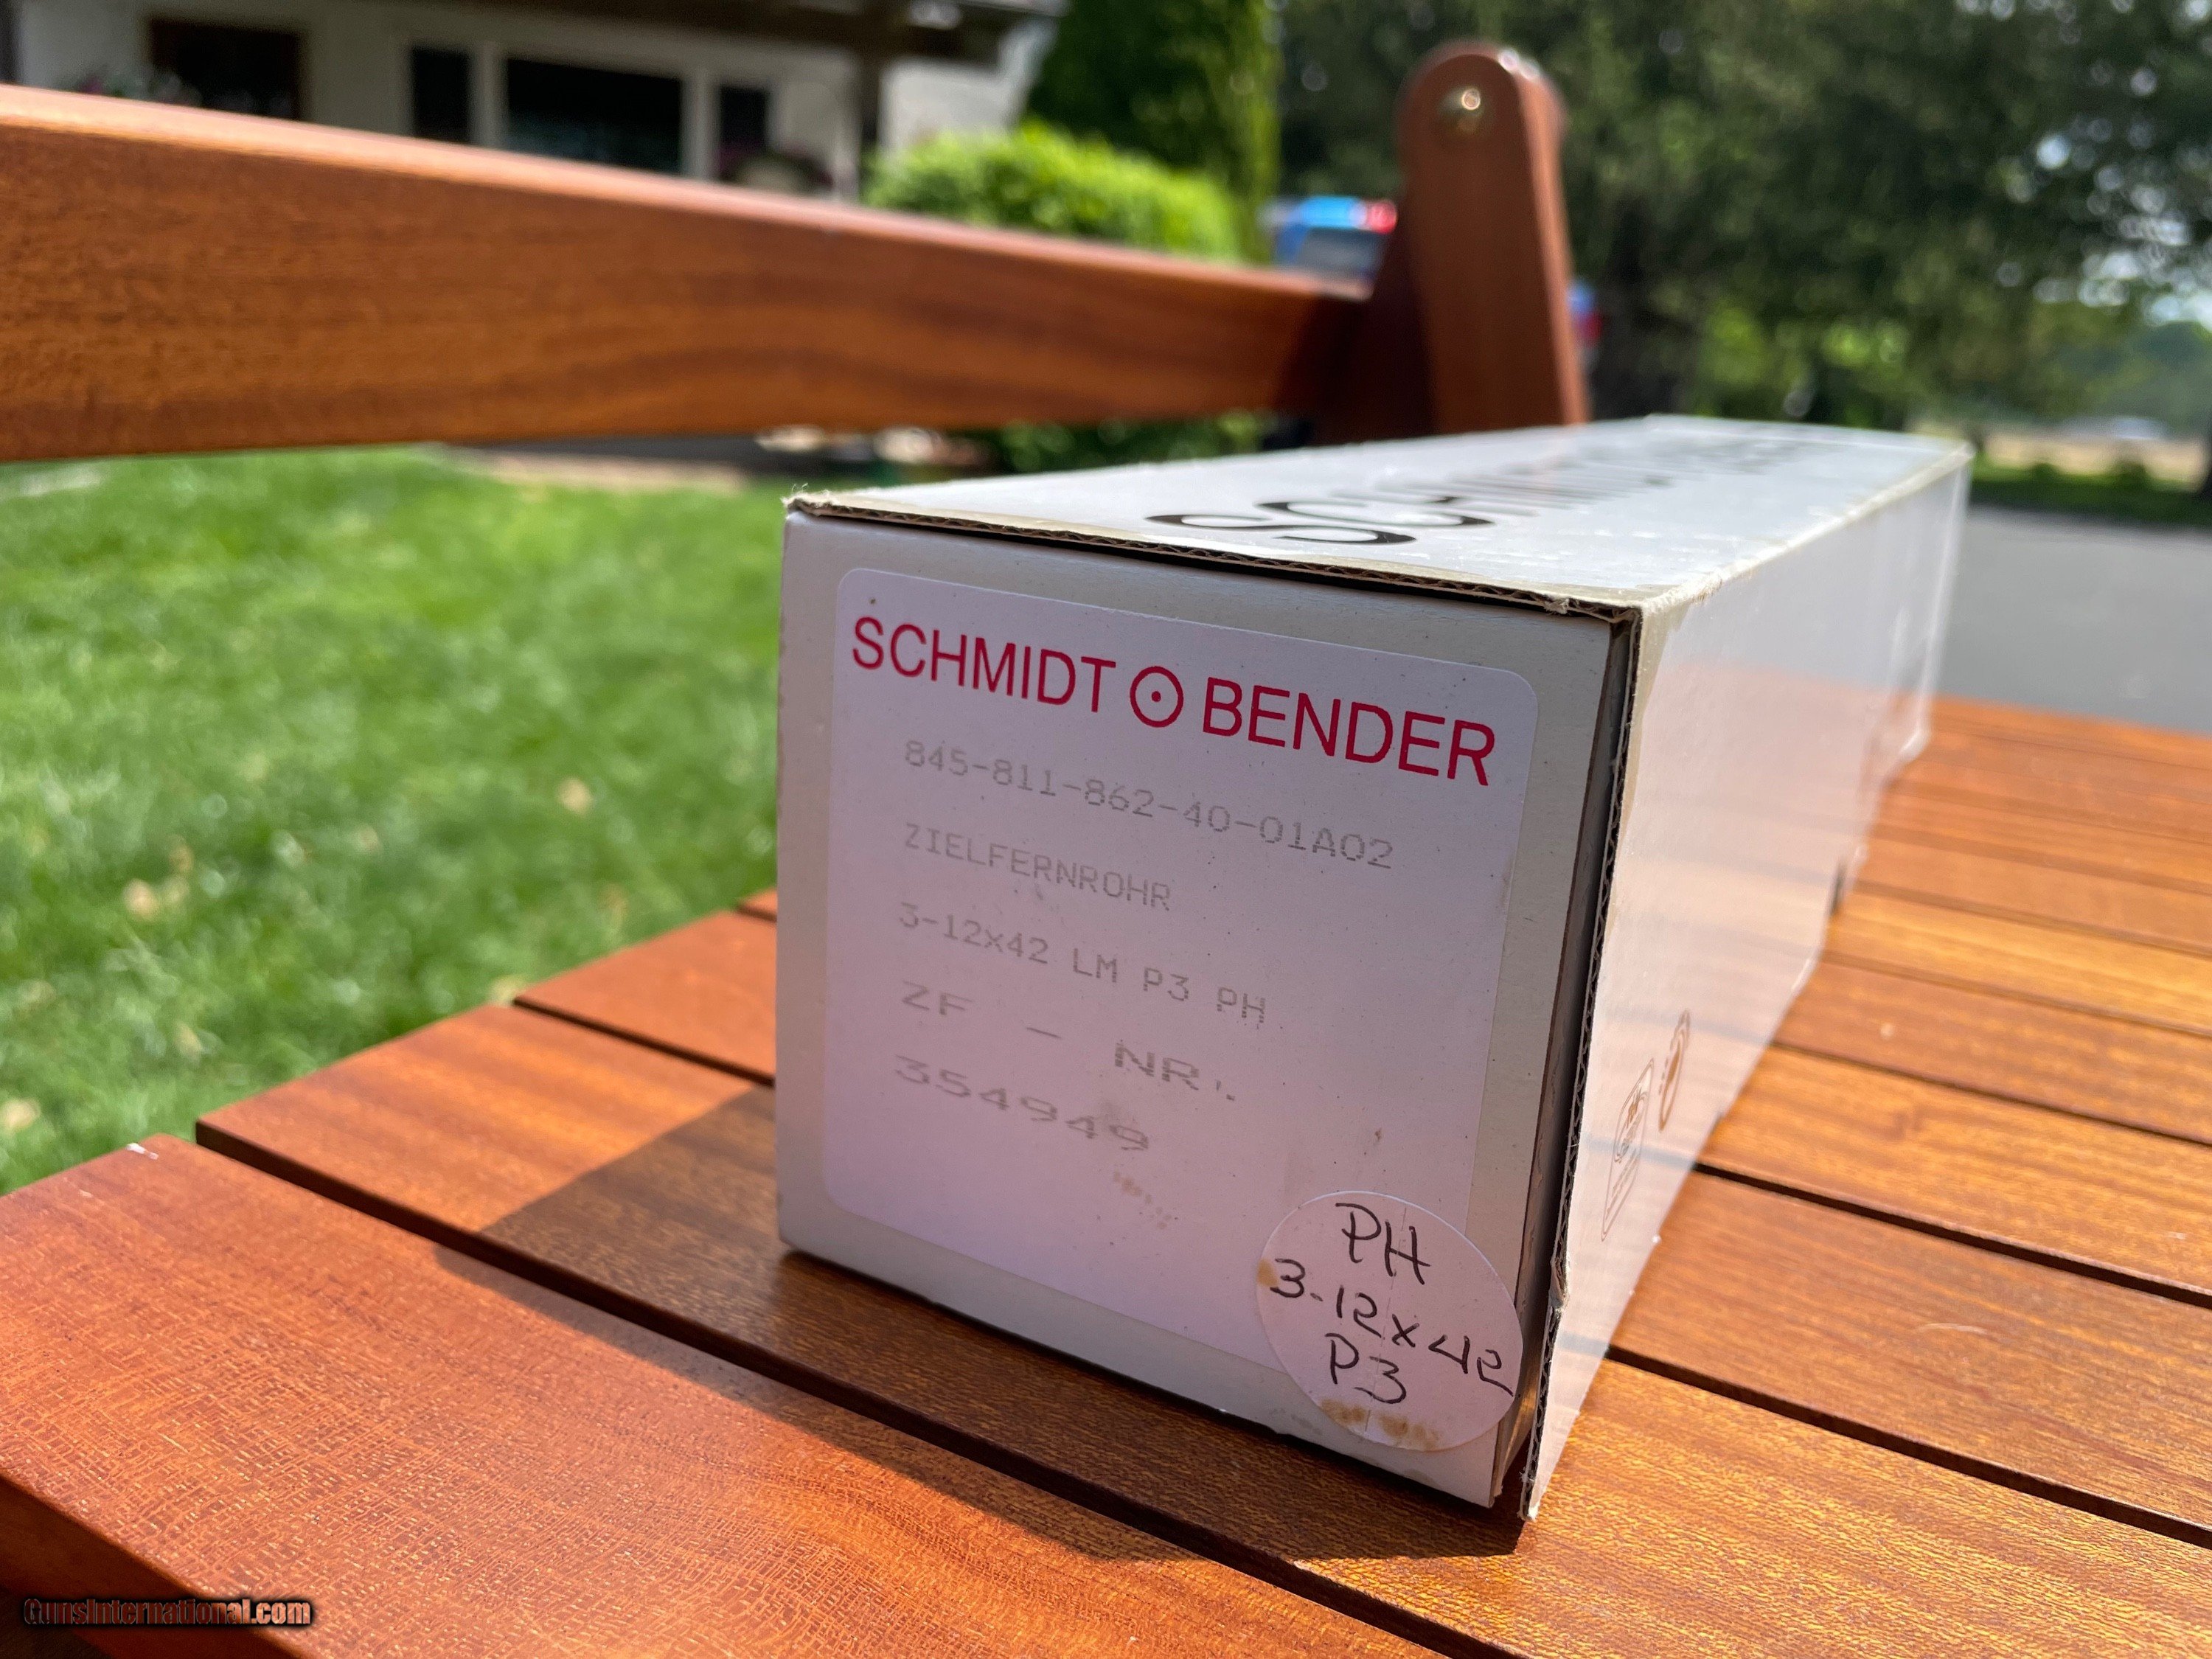 SCHMIDT BENDER
845-811-862-40-01A02
ZIELFERNROHR
3-12x42 LM P3 PH
ZF - NR.
354949
PH
3-12x42
P3
GunsInternational.com